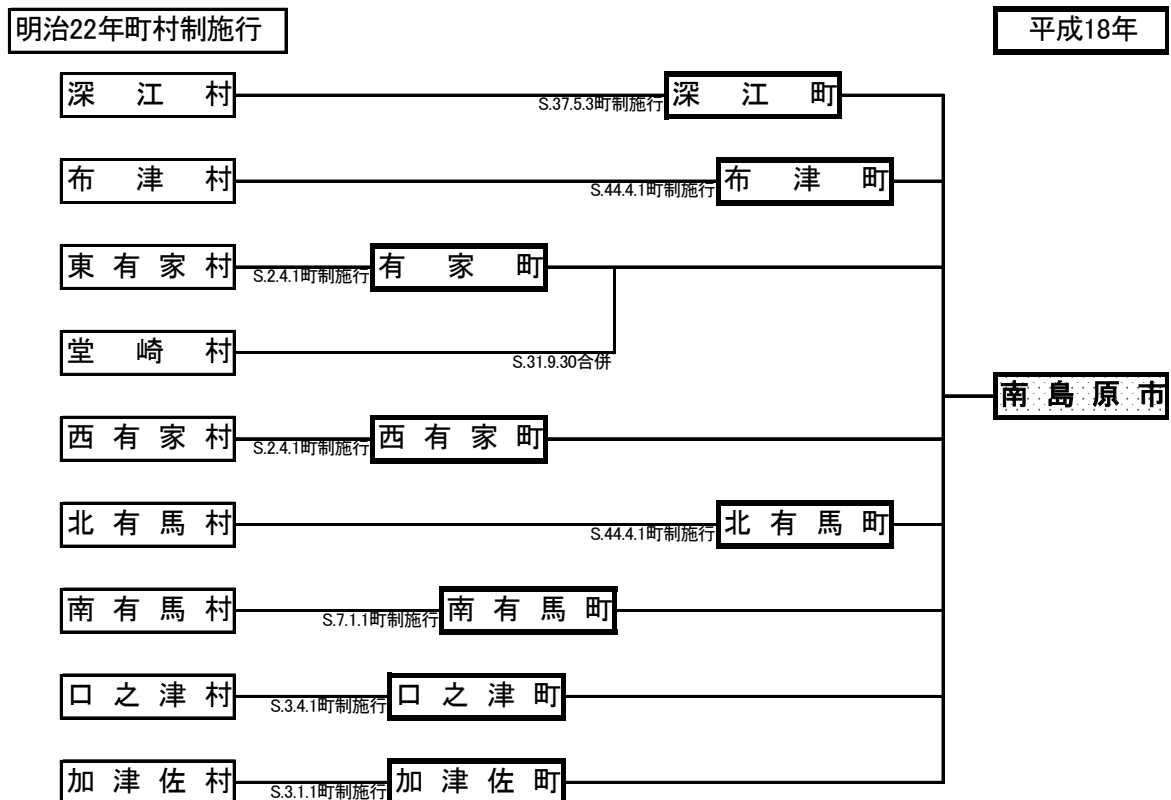 明治22年町村制施行
平成18年
深江村
S.37.5.3町制施行
深江町
布津村
S.44.4.1町制施行
布津町
東有家村
S.2.4.1町制施行
有家町
堂崎村
S.31.9.30合併
南島原市
西有家村
S.2.4.1町制施行
西有家町
北有馬村
S.44.4.1町制施行
北有馬町
南有馬村
S.7.1.1町制施行
南有馬町
口之津村
S.3.4.1町制施行
口之津町
加津佐村
S.3.1.1町制施行
加津佐町